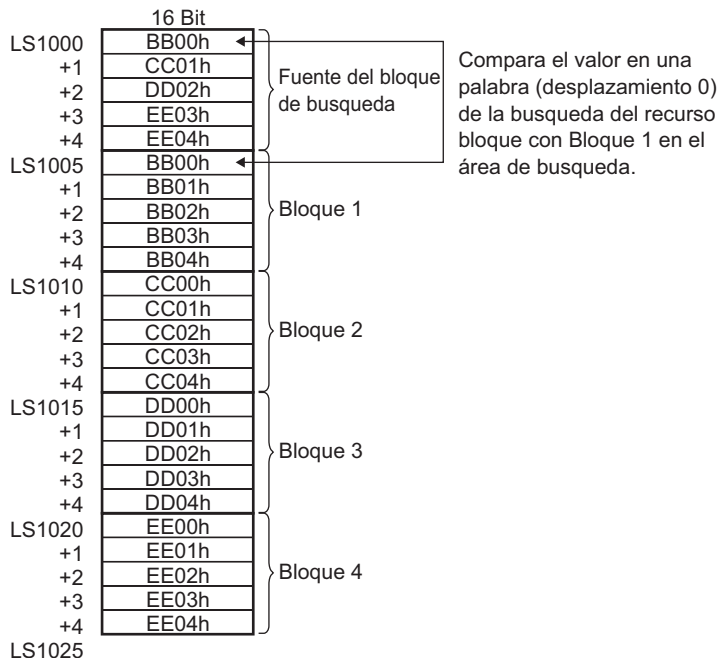 16 Bit
LS1000 BB00h
+1 CC01h
+2 DD02h
+3 EE03h
+4 EE04h
Fuente del bloque
de busqueda
Compara el valor en una
palabra (desplazamiento 0)
de la busqueda del recurso
bloque con Bloque 1 en el
área de busqueda.
LS1005 BB00h
+1 BB01h
+2 BB02h
+3 BB03h
+4 BB04h
Bloque 1
LS1010 CC00h
+1 CC01h
+2 CC02h
+3 CC03h
+4 CC04h
Bloque 2
LS1015 DD00h
+1 DD01h
+2 DD02h
+3 DD03h
+4 DD04h
Bloque 3
LS1020 EE00h
+1 EE01h
+2 EE02h
+3 EE03h
+4 EE04h
Bloque 4
LS1025